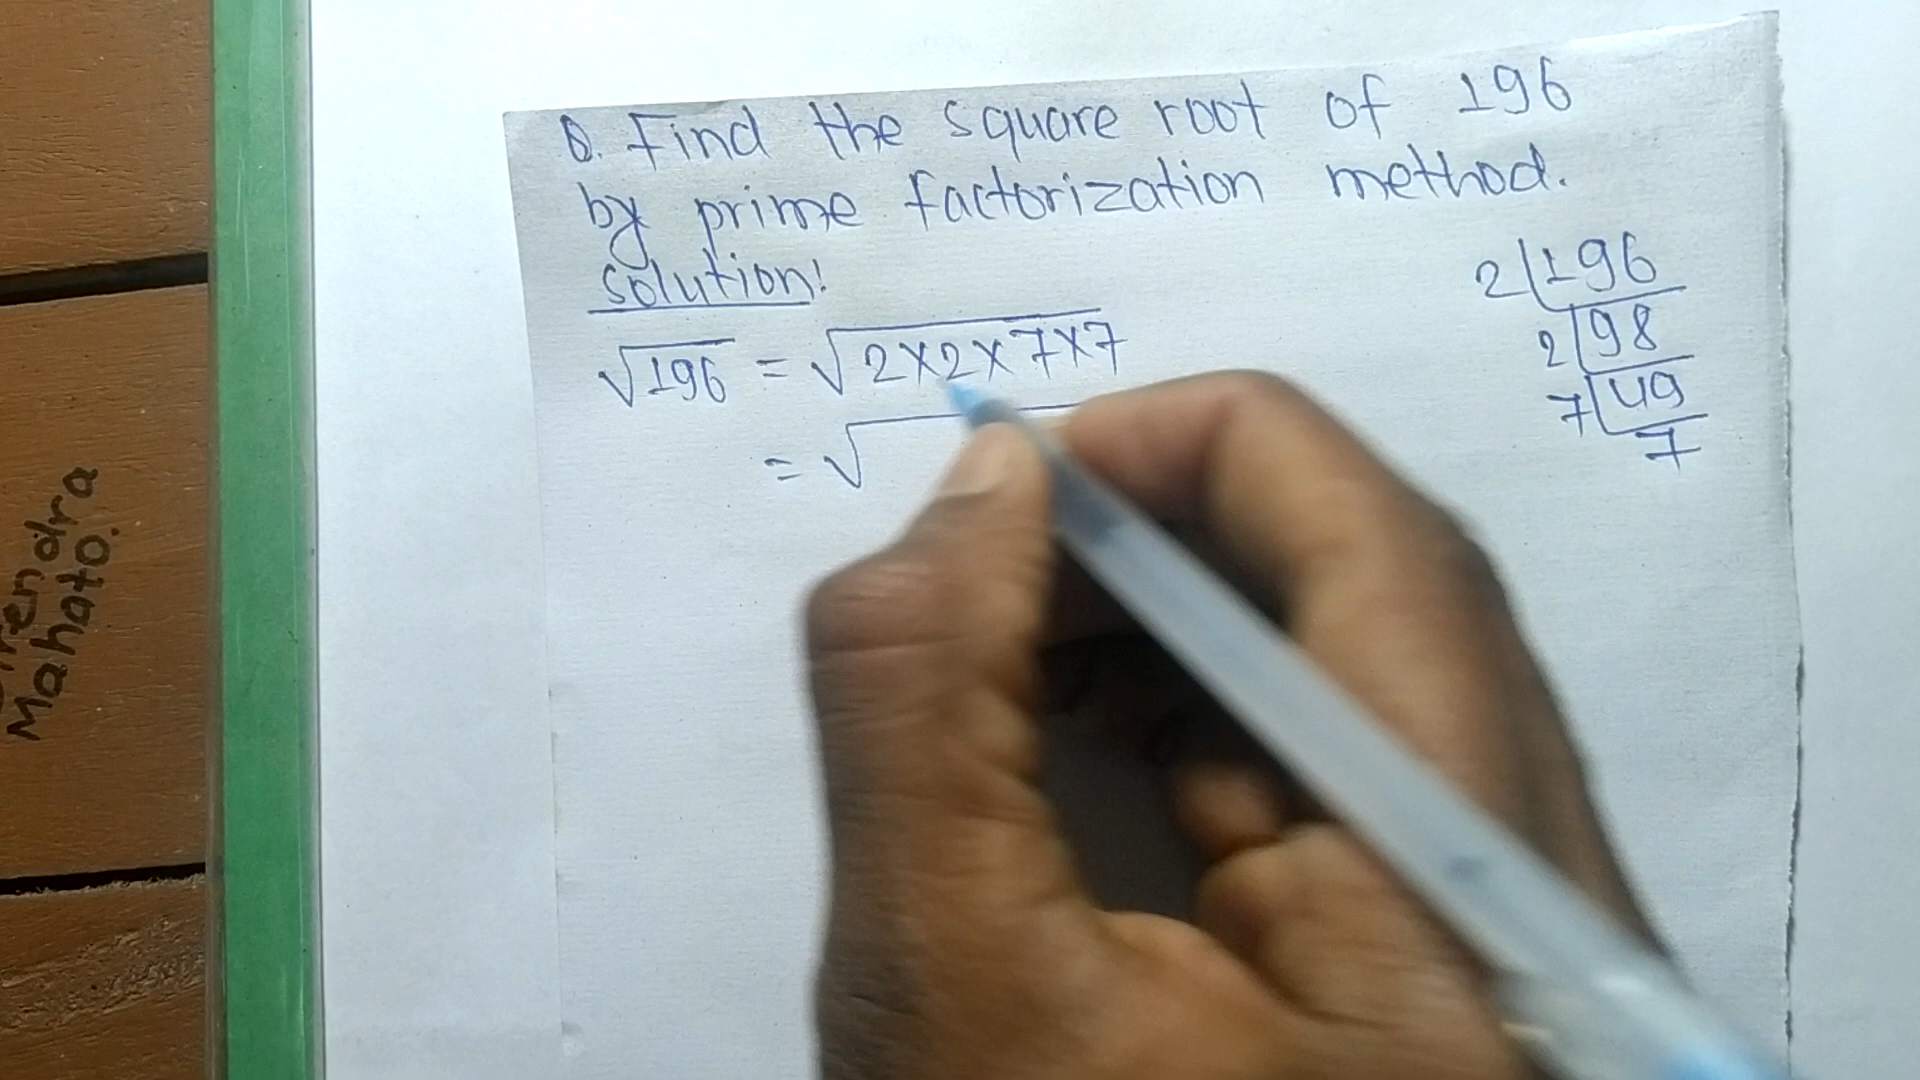 Q. Find the square root of 196
by prime factorization method.
Solution!
√196 = √2×2×7×7
= √
2 196
2 98
7 49
7
Mahato.